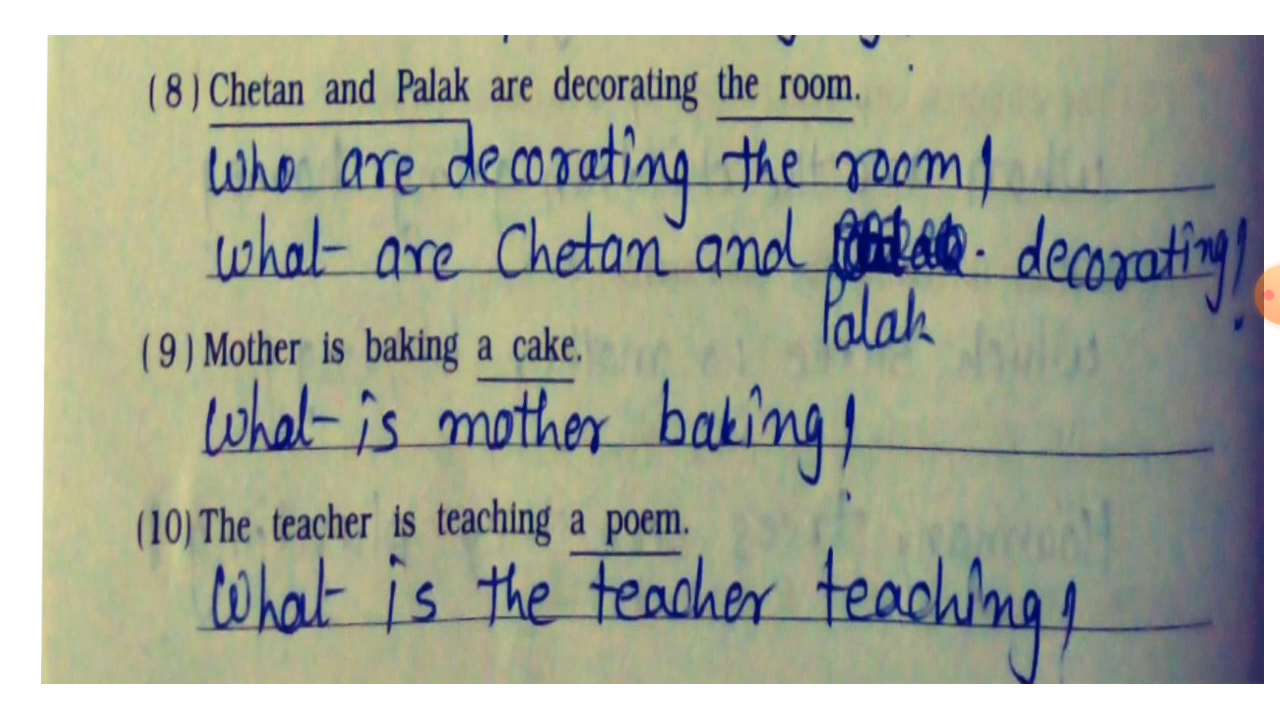 (8) Chetan and Palak are decorating the room.
Who are decorating the room?
What are Chetan and decorating?
Palak
(9) Mother is baking a cake.
What is mother baking?
(10) The teacher is teaching a poem.
What is the teacher teaching?